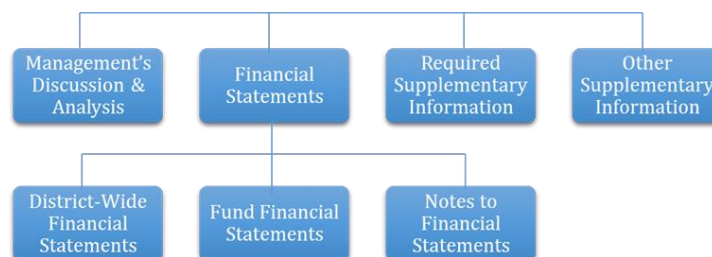 Management's
Discussion &
Analysis
Financial
Statements
Required
Supplementary
Information
Other
Supplementary
Information
District-Wide
Financial
Statements
Fund Financial
Statements
Notes to
Financial
Statements